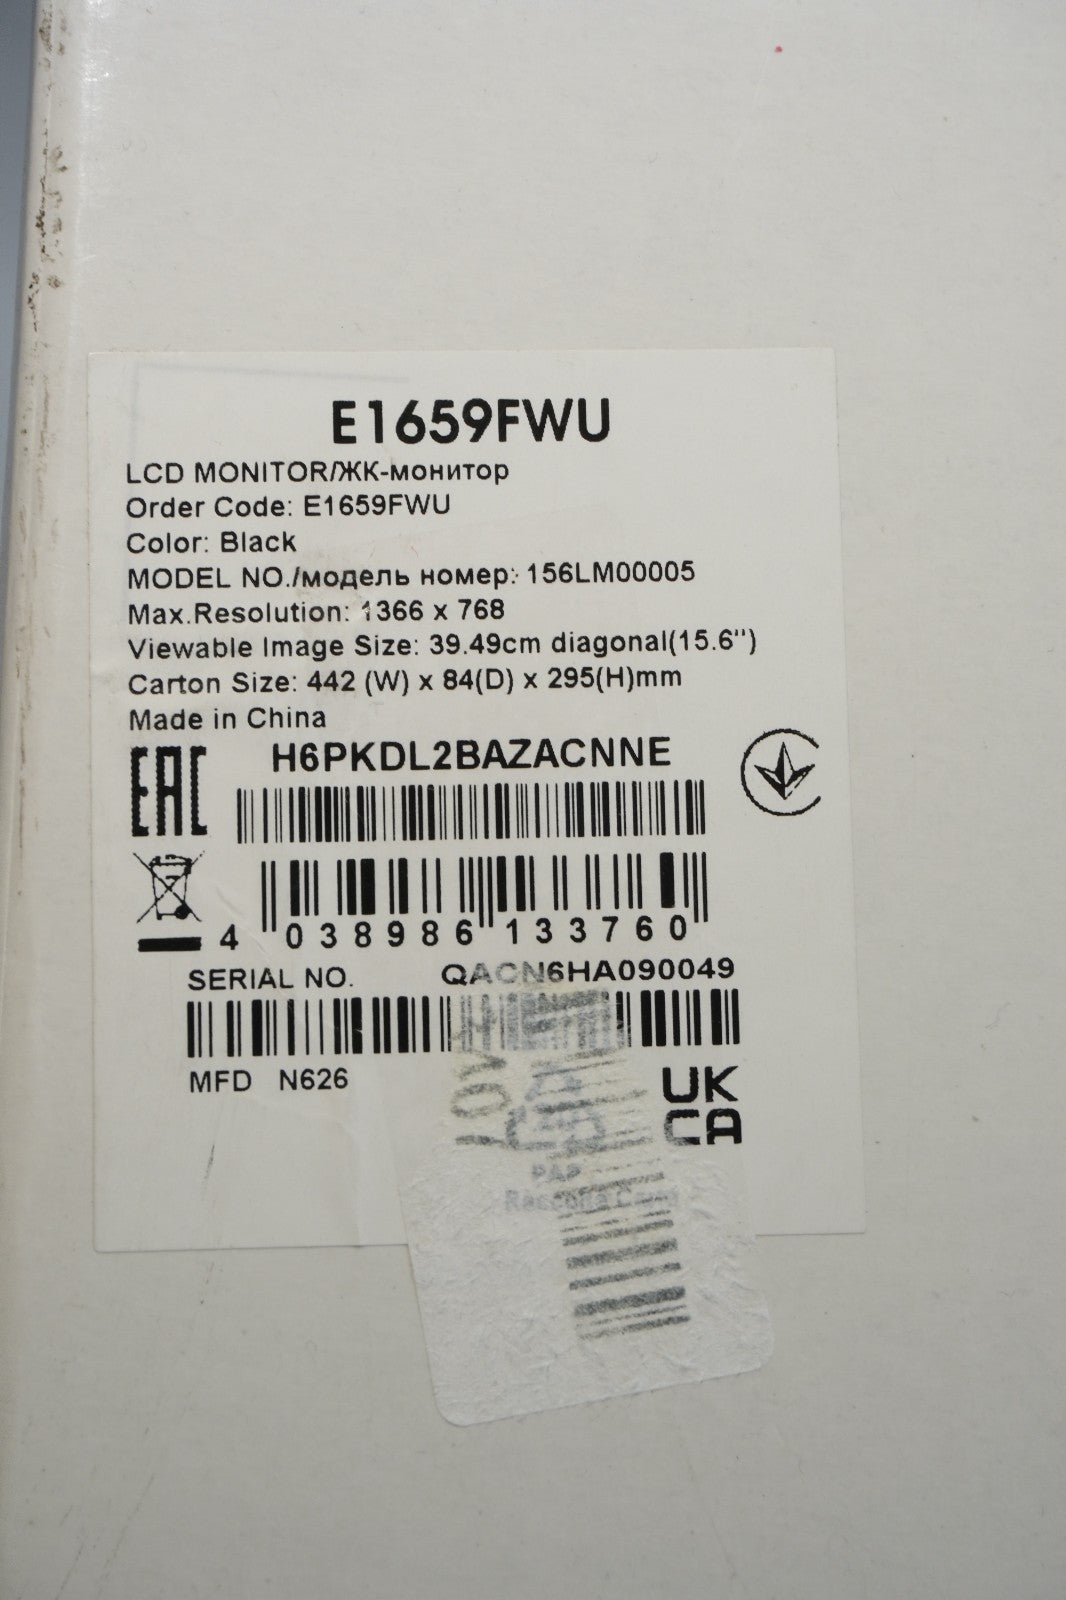 E1659FWU
LCD MONITOR/ЖК-монитор
Order Code: E1659FWU
Color: Black
MODEL NO./модель номер: 156LM00005
Max.Resolution: 1366 x 768
Viewable Image Size: 39.49cm diagonal(15.6")
Carton Size: 442 (W) x 84(D) x 295(H)mm
Made in China
EAC
H6PKDL2BAZACNNE
4 038986 133760
SERIAL NO. QACN6HA090049
MFD N626
UK
CA
PAP